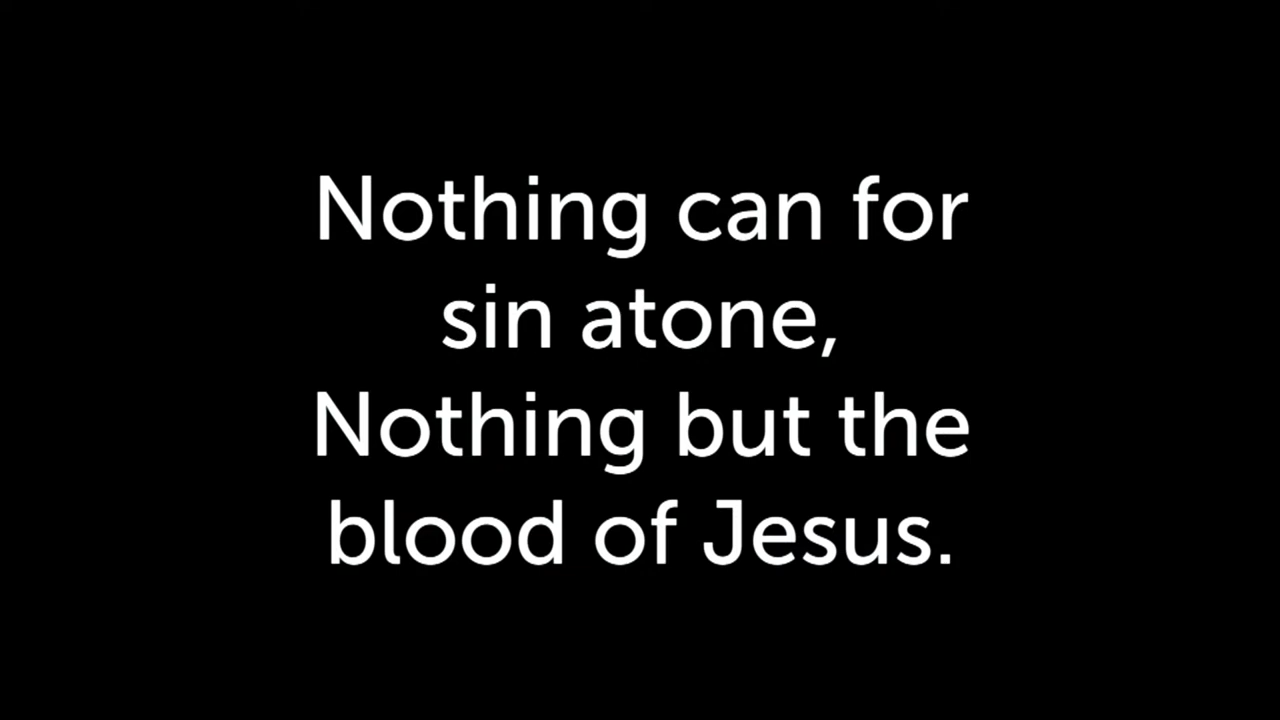 Nothing can for
sin atone,
Nothing but the
blood of Jesus.